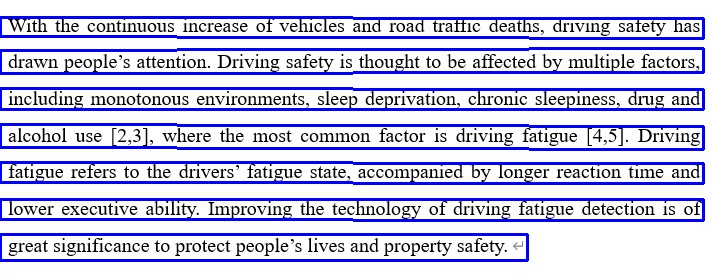 With the continuous increase of vehicles and road traffic deaths, driving safety has
drawn people’s attention. Driving safety is thought to be affected by multiple factors,
including monotonous environments, sleep deprivation, chronic sleepiness, drug and
alcohol use [2,3], where the most common factor is driving fatigue [4,5]. Driving
fatigue refers to the drivers’ fatigue state, accompanied by longer reaction time and
lower executive ability. Improving the technology of driving fatigue detection is of
great significance to protect people’s lives and property safety. ↵